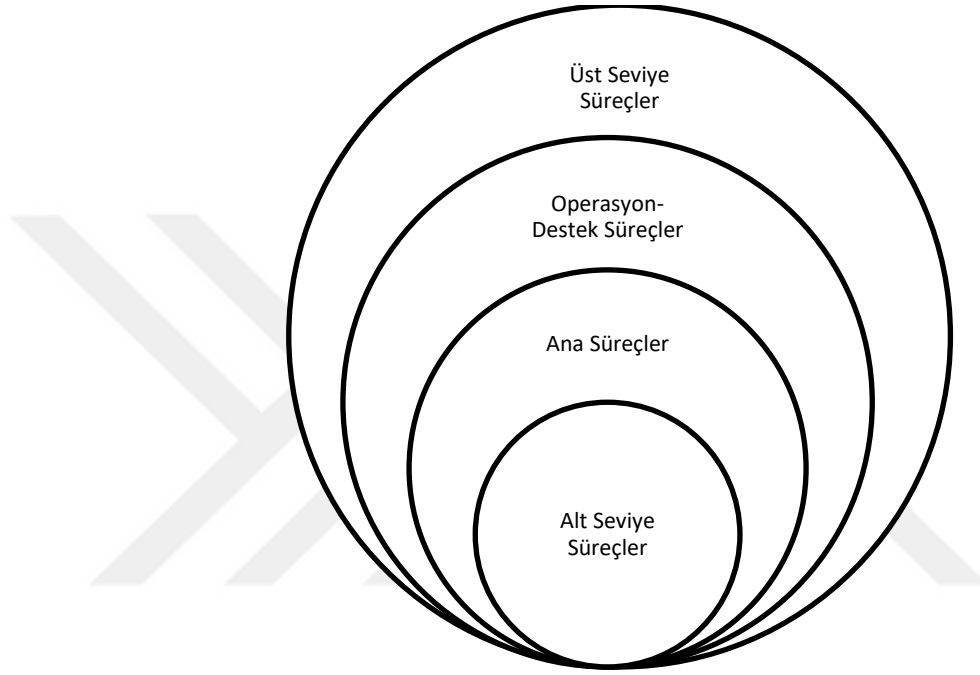 Üst Seviye
Süreçler
Operasyon-
Destek Süreçler
Ana Süreçler
Alt Seviye
Süreçler